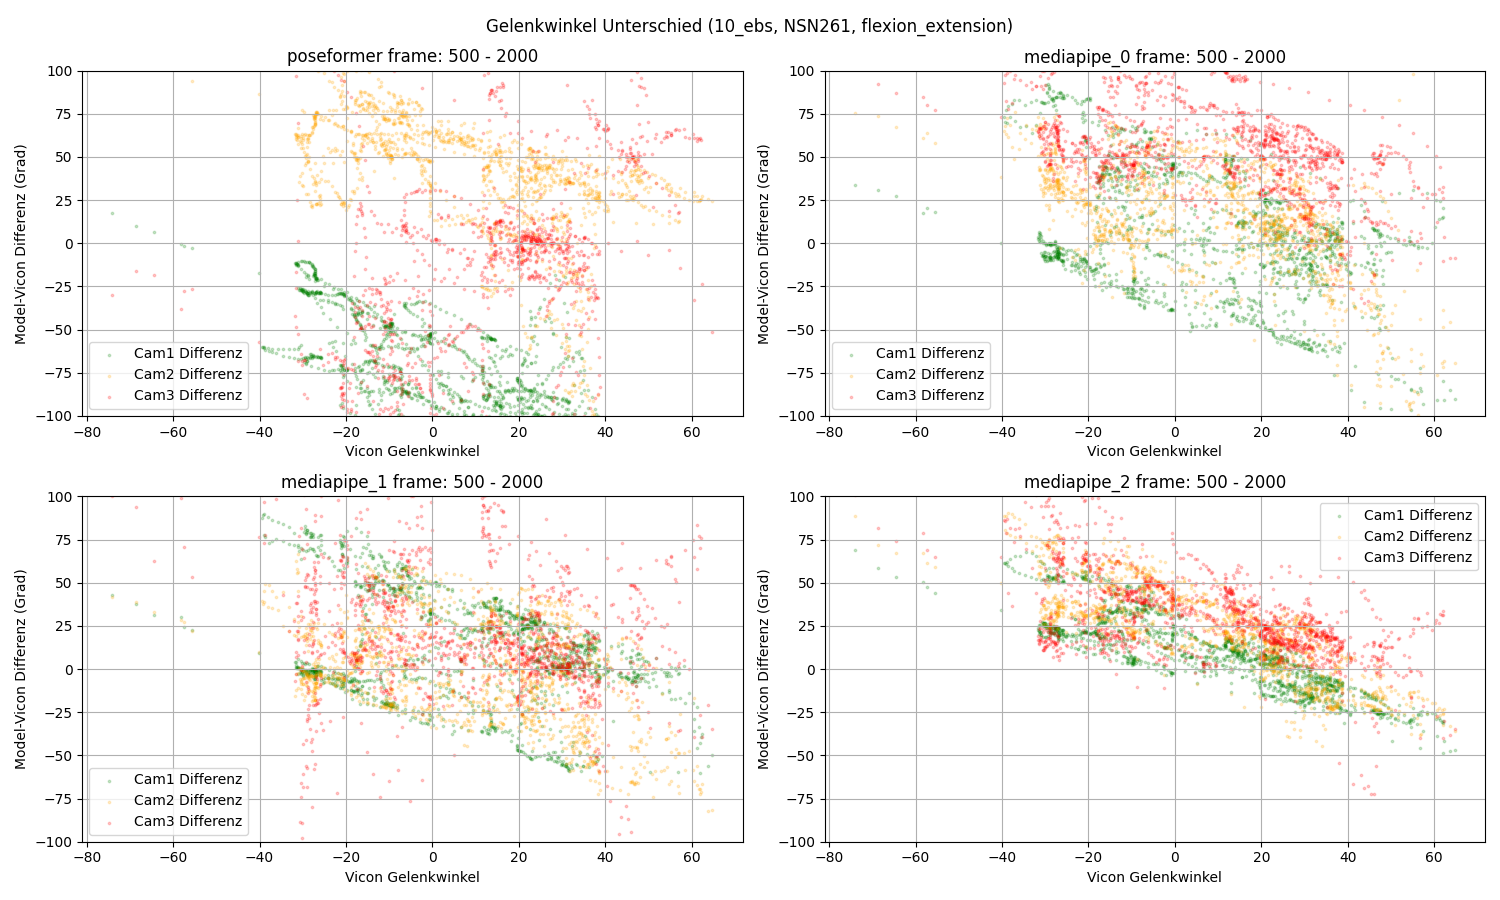 Gelenkwinkel Unterschied (10_ebs, NSN261, flexion_extension)
poseformer frame: 500 - 2000
100
75
50
25
0
−25
−50
−75
−100
Model-Vicon Differenz (Grad)
Cam1 Differenz
Cam2 Differenz
Cam3 Differenz
−80 −60 −40 −20 0 20 40 60
Vicon Gelenkwinkel
mediapipe_0 frame: 500 - 2000
100
75
50
25
0
−25
−50
−75
−100
Model-Vicon Differenz (Grad)
Cam1 Differenz
Cam2 Differenz
Cam3 Differenz
−80 −60 −40 −20 0 20 40 60
Vicon Gelenkwinkel
mediapipe_1 frame: 500 - 2000
100
75
50
25
0
−25
−50
−75
−100
Model-Vicon Differenz (Grad)
Cam1 Differenz
Cam2 Differenz
Cam3 Differenz
−80 −60 −40 −20 0 20 40 60
Vicon Gelenkwinkel
mediapipe_2 frame: 500 - 2000
100
75
50
25
0
−25
−50
−75
−100
Model-Vicon Differenz (Grad)
Cam1 Differenz
Cam2 Differenz
Cam3 Differenz
−80 −60 −40 −20 0 20 40 60
Vicon Gelenkwinkel